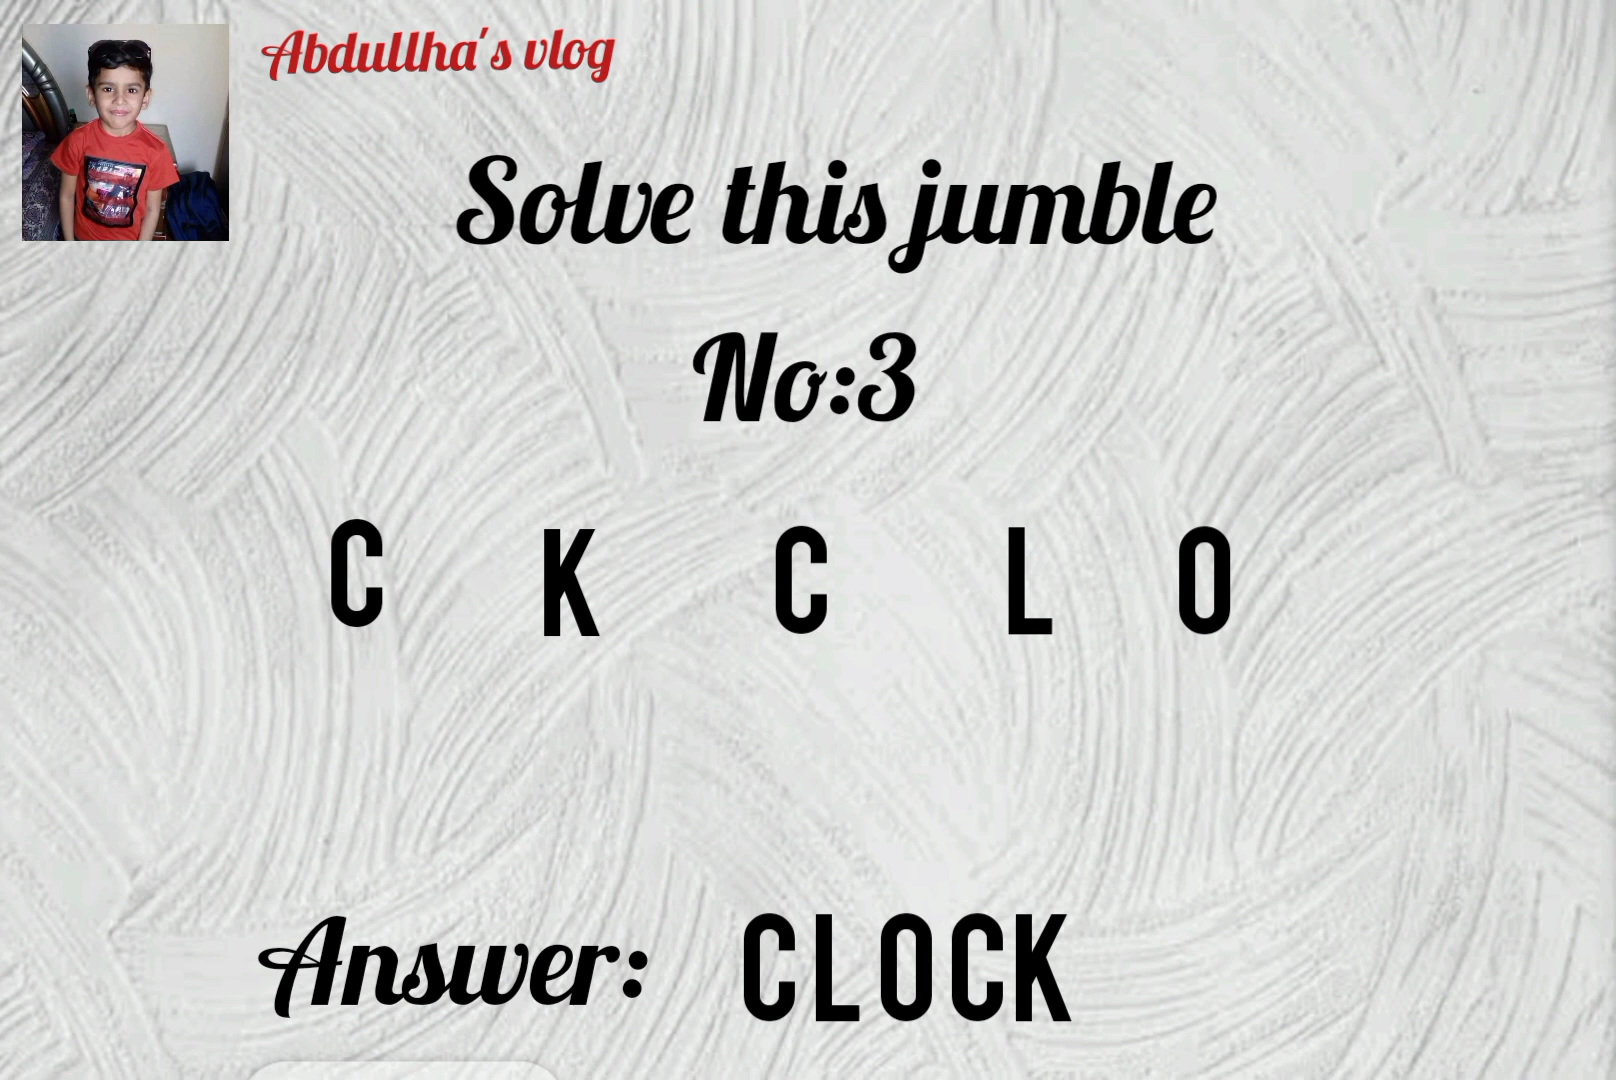 Abdullha's vlog
Solve this jumble
No:3
C K C L O
Answer: CLOCK